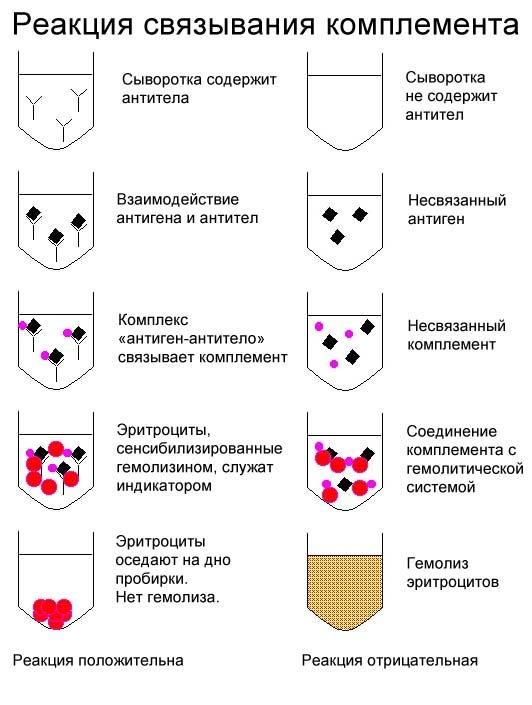 Реакция связывания комплемента
Сыворотка содержит
антитела
Сыворотка
не содержит
антител
Взаимодействие
антигена и антител
Несвязанный
антиген
Комплекс
«антиген-антитело»
связывает комплемент
Несвязанный
комплемент
Эритроциты,
сенсибилизированные
гемолизином, служат
индикатором
Соединение
комплемента с
гемолитической
системой
Эритроциты
оседают на дно
пробирки.
Нет гемолиза.
Гемолиз
эритроцитов
Реакция положительна
Реакция отрицательная